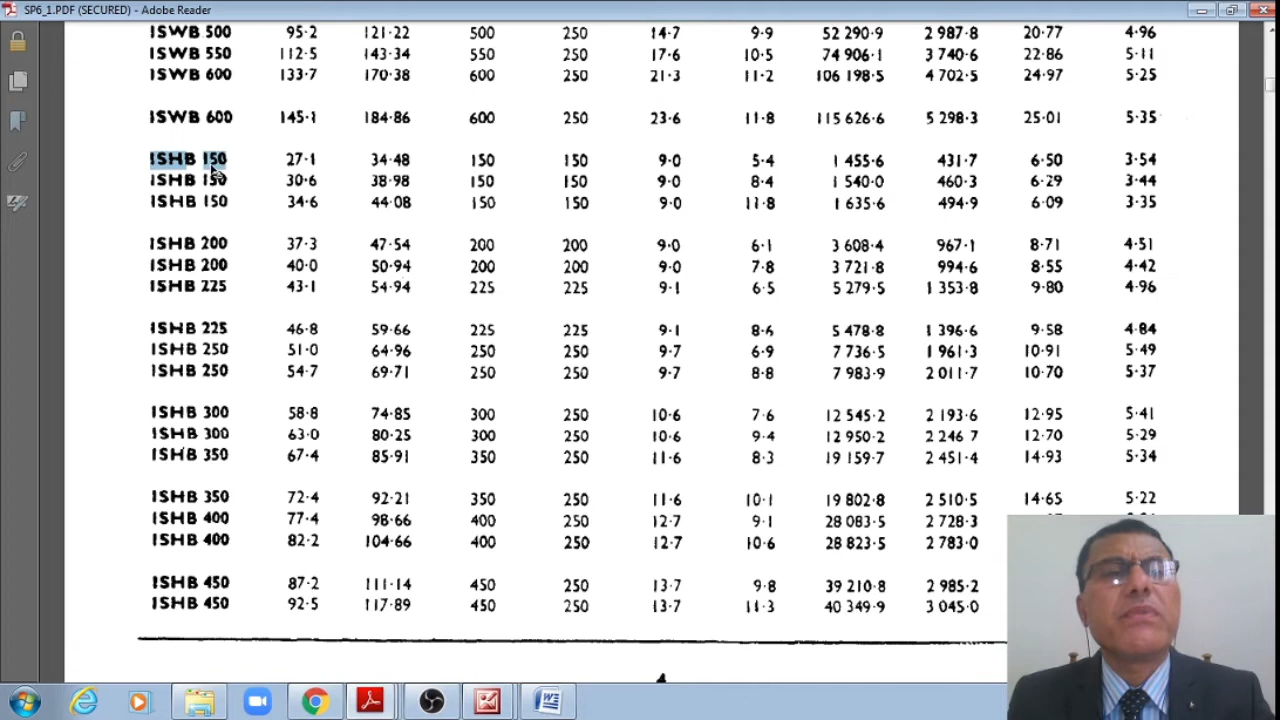 SP6_1.PDF (SECURED) - Adobe Reader
ISWB 500 95·2 121·22 500 250 14·7 9·9 52 290·9 2 987·8 20·77 4·96
ISWB 550 112·5 143·34 550 250 17·6 10·5 74 906·1 3 740·6 22·86 5·11
ISWB 600 133·7 170·38 600 250 21·3 11·2 106 198·5 4 702·5 24·97 5·25
ISWB 600 145·1 184·86 600 250 23·6 11·8 115 626·6 5 298·3 25·01 5·35
ISHB 150 27·1 34·48 150 150 9·0 5·4 1 455·6 431·7 6·50 3·54
ISHB 150 30·6 38·98 150 150 9·0 8·4 1 540·0 460·3 6·29 3·44
ISHB 150 34·6 44·08 150 150 9·0 11·8 1 635·6 494·9 6·09 3·35
ISHB 200 37·3 47·54 200 200 9·0 6·1 3 608·4 967·1 8·71 4·51
ISHB 200 40·0 50·94 200 200 9·0 7·8 3 721·8 994·6 8·55 4·42
ISHB 225 43·1 54·94 225 225 9·1 6·5 5 279·5 1 353·8 9·80 4·96
ISHB 225 46·8 59·66 225 225 9·1 8·6 5 478·8 1 396·6 9·58 4·84
ISHB 250 51·0 64·96 250 250 9·7 6·9 7 736·5 1 961·3 10·91 5·49
ISHB 250 54·7 69·71 250 250 9·7 8·8 7 983·9 2 011·7 10·70 5·37
ISHB 300 58·8 74·85 300 250 10·6 7·6 12 545·2 2 193·6 12·95 5·41
ISHB 300 63·0 80·25 300 250 10·6 9·4 12 950·2 2 246 7 12·70 5·29
ISHB 350 67·4 85·91 350 250 11·6 8·3 19 159·7 2 451·4 14·93 5·34
ISHB 350 72·4 92·21 350 250 11·6 10·1 19 802·8 2 510·5 14·65 5·22
ISHB 400 77·4 98·66 400 250 12·7 9·1 28 083·5 2 728·3
ISHB 400 82·2 104·66 400 250 12·7 10·6 28 823·5 2 783·0
ISHB 450 87·2 111·14 450 250 13·7 9·8 39 210·8 2 985·2
ISHB 450 92·5 117·89 450 250 13·7 11·3 40 349·9 3 045·0